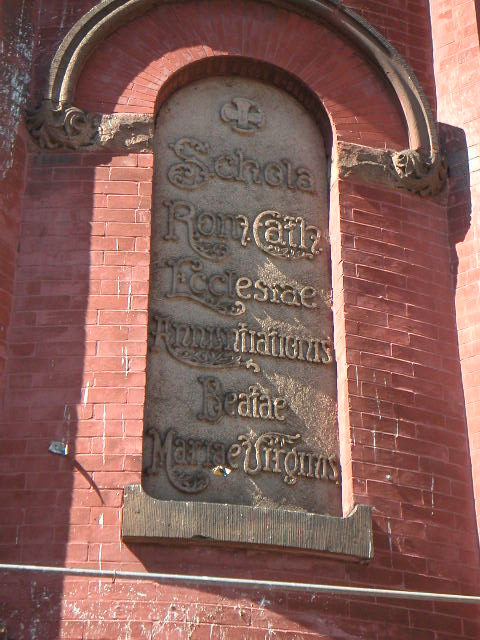 Schola
Rom Cath
Ecclesiae
Annuntiationis
Beatae
Mariae Virginis